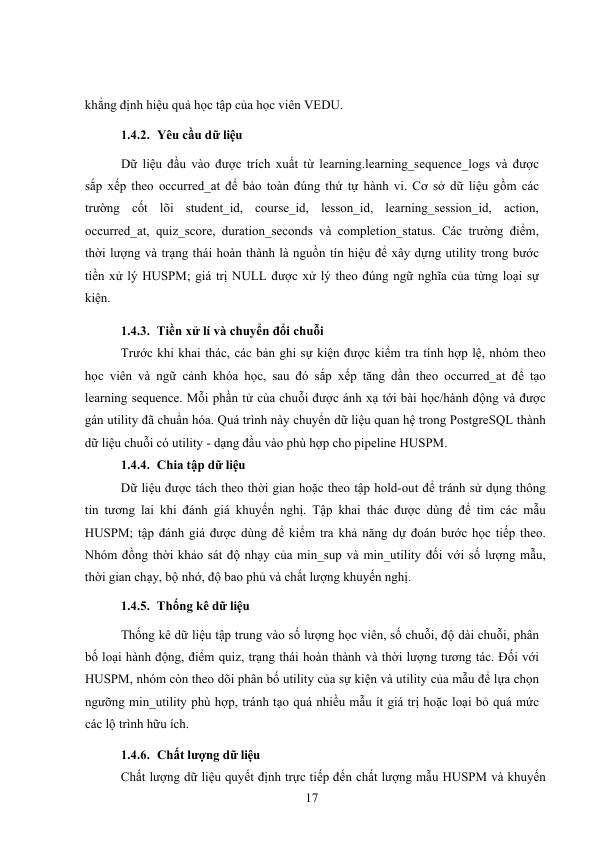 khẳng định hiệu quả học tập của học viên VEDU.
1.4.2. Yêu cầu dữ liệu
Dữ liệu đầu vào được trích xuất từ learning.learning_sequence_logs và được
sắp xếp theo occurred_at để bảo toàn đúng thứ tự hành vi. Cơ sở dữ liệu gồm các
trường cốt lõi student_id, course_id, lesson_id, learning_session_id, action,
occurred_at, quiz_score, duration_seconds và completion_status. Các trường điểm,
thời lượng và trạng thái hoàn thành là nguồn tín hiệu để xây dựng utility trong bước
tiền xử lý HUSPM; giá trị NULL được xử lý theo đúng ngữ nghĩa của từng loại sự
kiện.
1.4.3. Tiền xử lí và chuyển đổi chuỗi
Trước khi khai thác, các bản ghi sự kiện được kiểm tra tính hợp lệ, nhóm theo
học viên và ngữ cảnh khóa học, sau đó sắp xếp tăng dần theo occurred_at để tạo
learning sequence. Mỗi phần tử của chuỗi được ánh xạ tới bài học/hành động và được
gán utility đã chuẩn hóa. Quá trình này chuyển dữ liệu quan hệ trong PostgreSQL thành
dữ liệu chuỗi có utility - dạng đầu vào phù hợp cho pipeline HUSPM.
1.4.4. Chia tập dữ liệu
Dữ liệu được tách theo thời gian hoặc theo tập hold-out để tránh sử dụng thông
tin tương lai khi đánh giá khuyến nghị. Tập khai thác được dùng để tìm các mẫu
HUSPM; tập đánh giá được dùng để kiểm tra khả năng dự đoán bước học tiếp theo.
Nhóm đồng thời khảo sát độ nhạy của min_sup và min_utility đối với số lượng mẫu,
thời gian chạy, bộ nhớ, độ bao phủ và chất lượng khuyến nghị.
1.4.5. Thống kê dữ liệu
Thống kê dữ liệu tập trung vào số lượng học viên, số chuỗi, độ dài chuỗi, phân
bố loại hành động, điểm quiz, trạng thái hoàn thành và thời lượng tương tác. Đối với
HUSPM, nhóm còn theo dõi phân bố utility của sự kiện và utility của mẫu để lựa chọn
ngưỡng min_utility phù hợp, tránh tạo quá nhiều mẫu ít giá trị hoặc loại bỏ quá mức
các lộ trình hữu ích.
1.4.6. Chất lượng dữ liệu
Chất lượng dữ liệu quyết định trực tiếp đến chất lượng mẫu HUSPM và khuyến
17